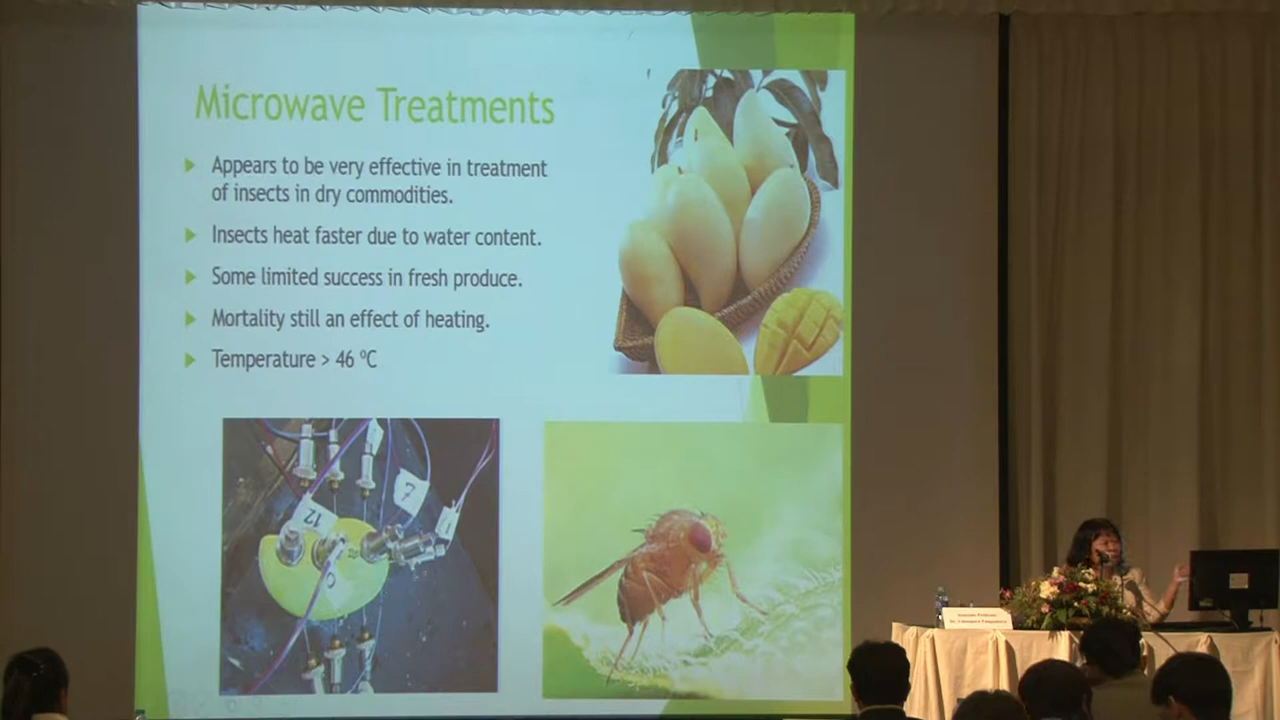 Microwave Treatments
Appears to be very effective in treatment
of insects in dry commodities.
Insects heat faster due to water content.
Some limited success in fresh produce.
Mortality still an effect of heating.
Temperature > 46 ºC
12
7